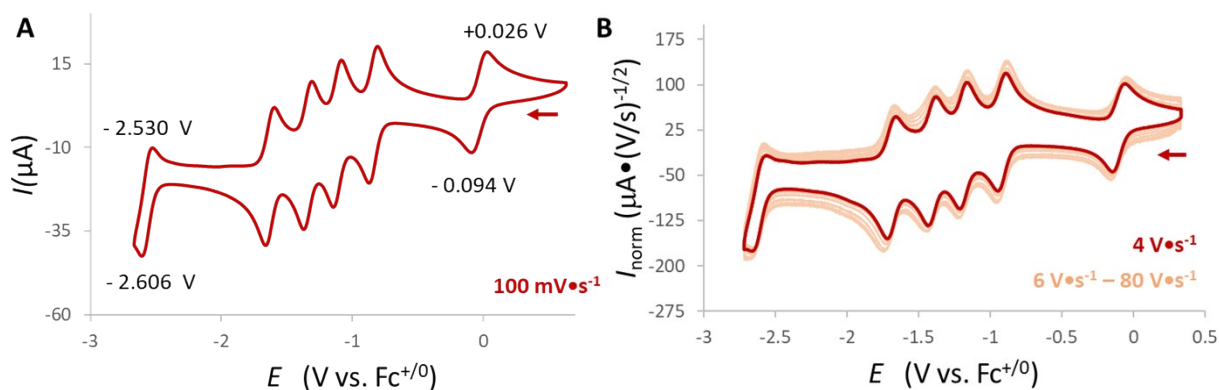 A
I(µA)
15
-10
-35
-60
-3
-2
-1
0
E (V vs. Fc⁺/⁰)
+0.026 V
- 2.530 V
- 0.094 V
- 2.606 V
100 mV•s⁻¹
B
Iₙₒᵣₘ (µA•(V/s)⁻¹/²)
175
100
25
-50
-125
-200
-275
-3
-2.5
-2
-1.5
-1
-0.5
0
0.5
E (V vs. Fc⁺/⁰)
4 V•s⁻¹
6 V•s⁻¹ – 80 V•s⁻¹